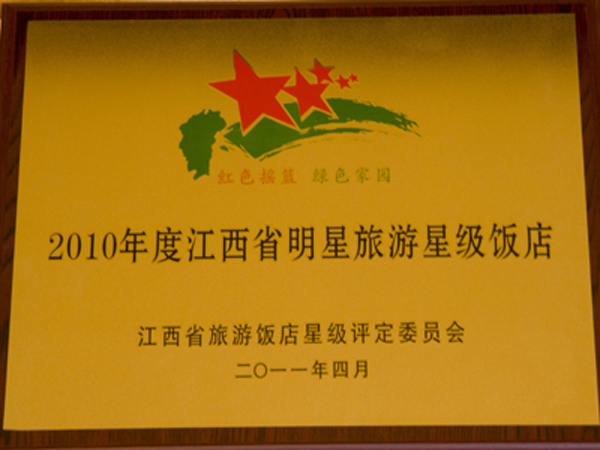 红色摇篮 绿色家园
2010年度江西省明星旅游星级饭店
江西省旅游饭店星级评定委员会
二〇一一年四月